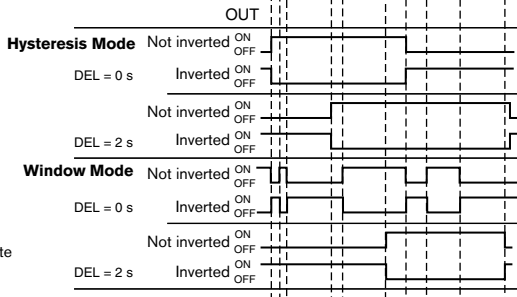 OUT
Hysteresis Mode Not inverted ON
OFF
DEL = 0 s Inverted ON
OFF
Not inverted ON
OFF
DEL = 2 s Inverted ON
OFF
Window Mode Not inverted ON
OFF
DEL = 0 s Inverted ON
OFF
Not inverted ON
OFF
te
DEL = 2 s Inverted ON
OFF